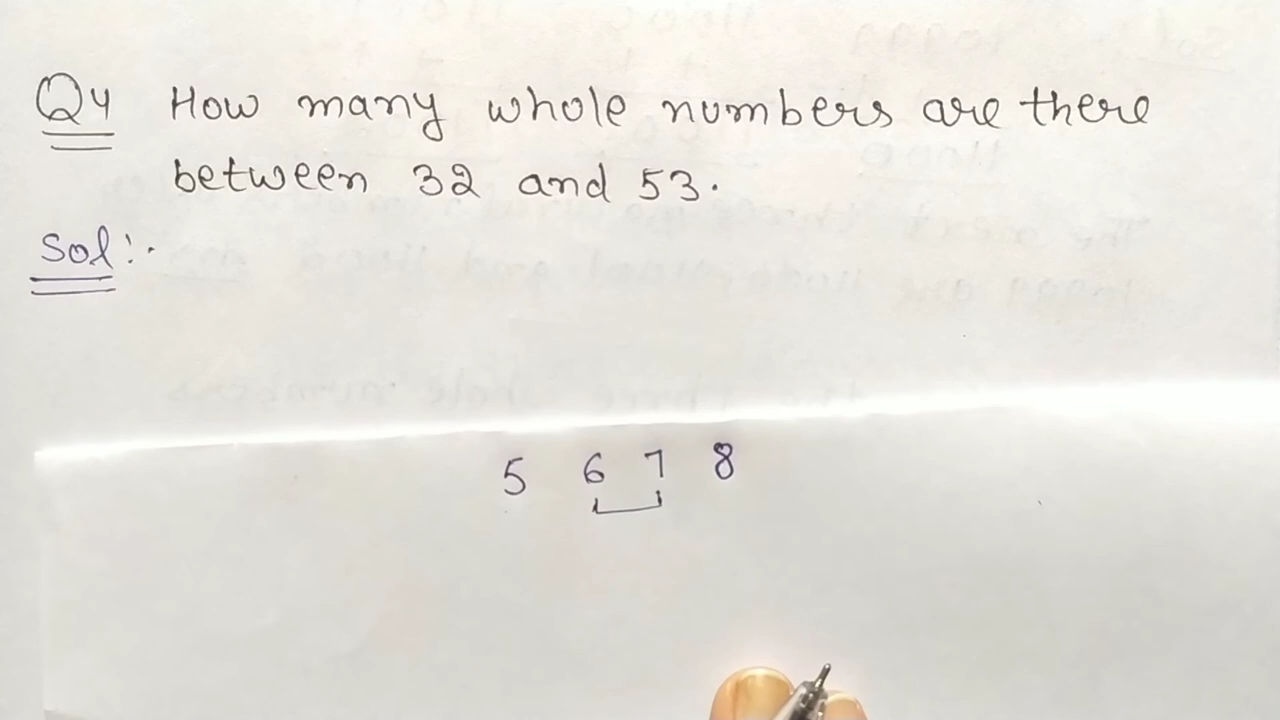 Q4 How many whole numbers are there
between 32 and 53.
Sol:-
5 6 7 8